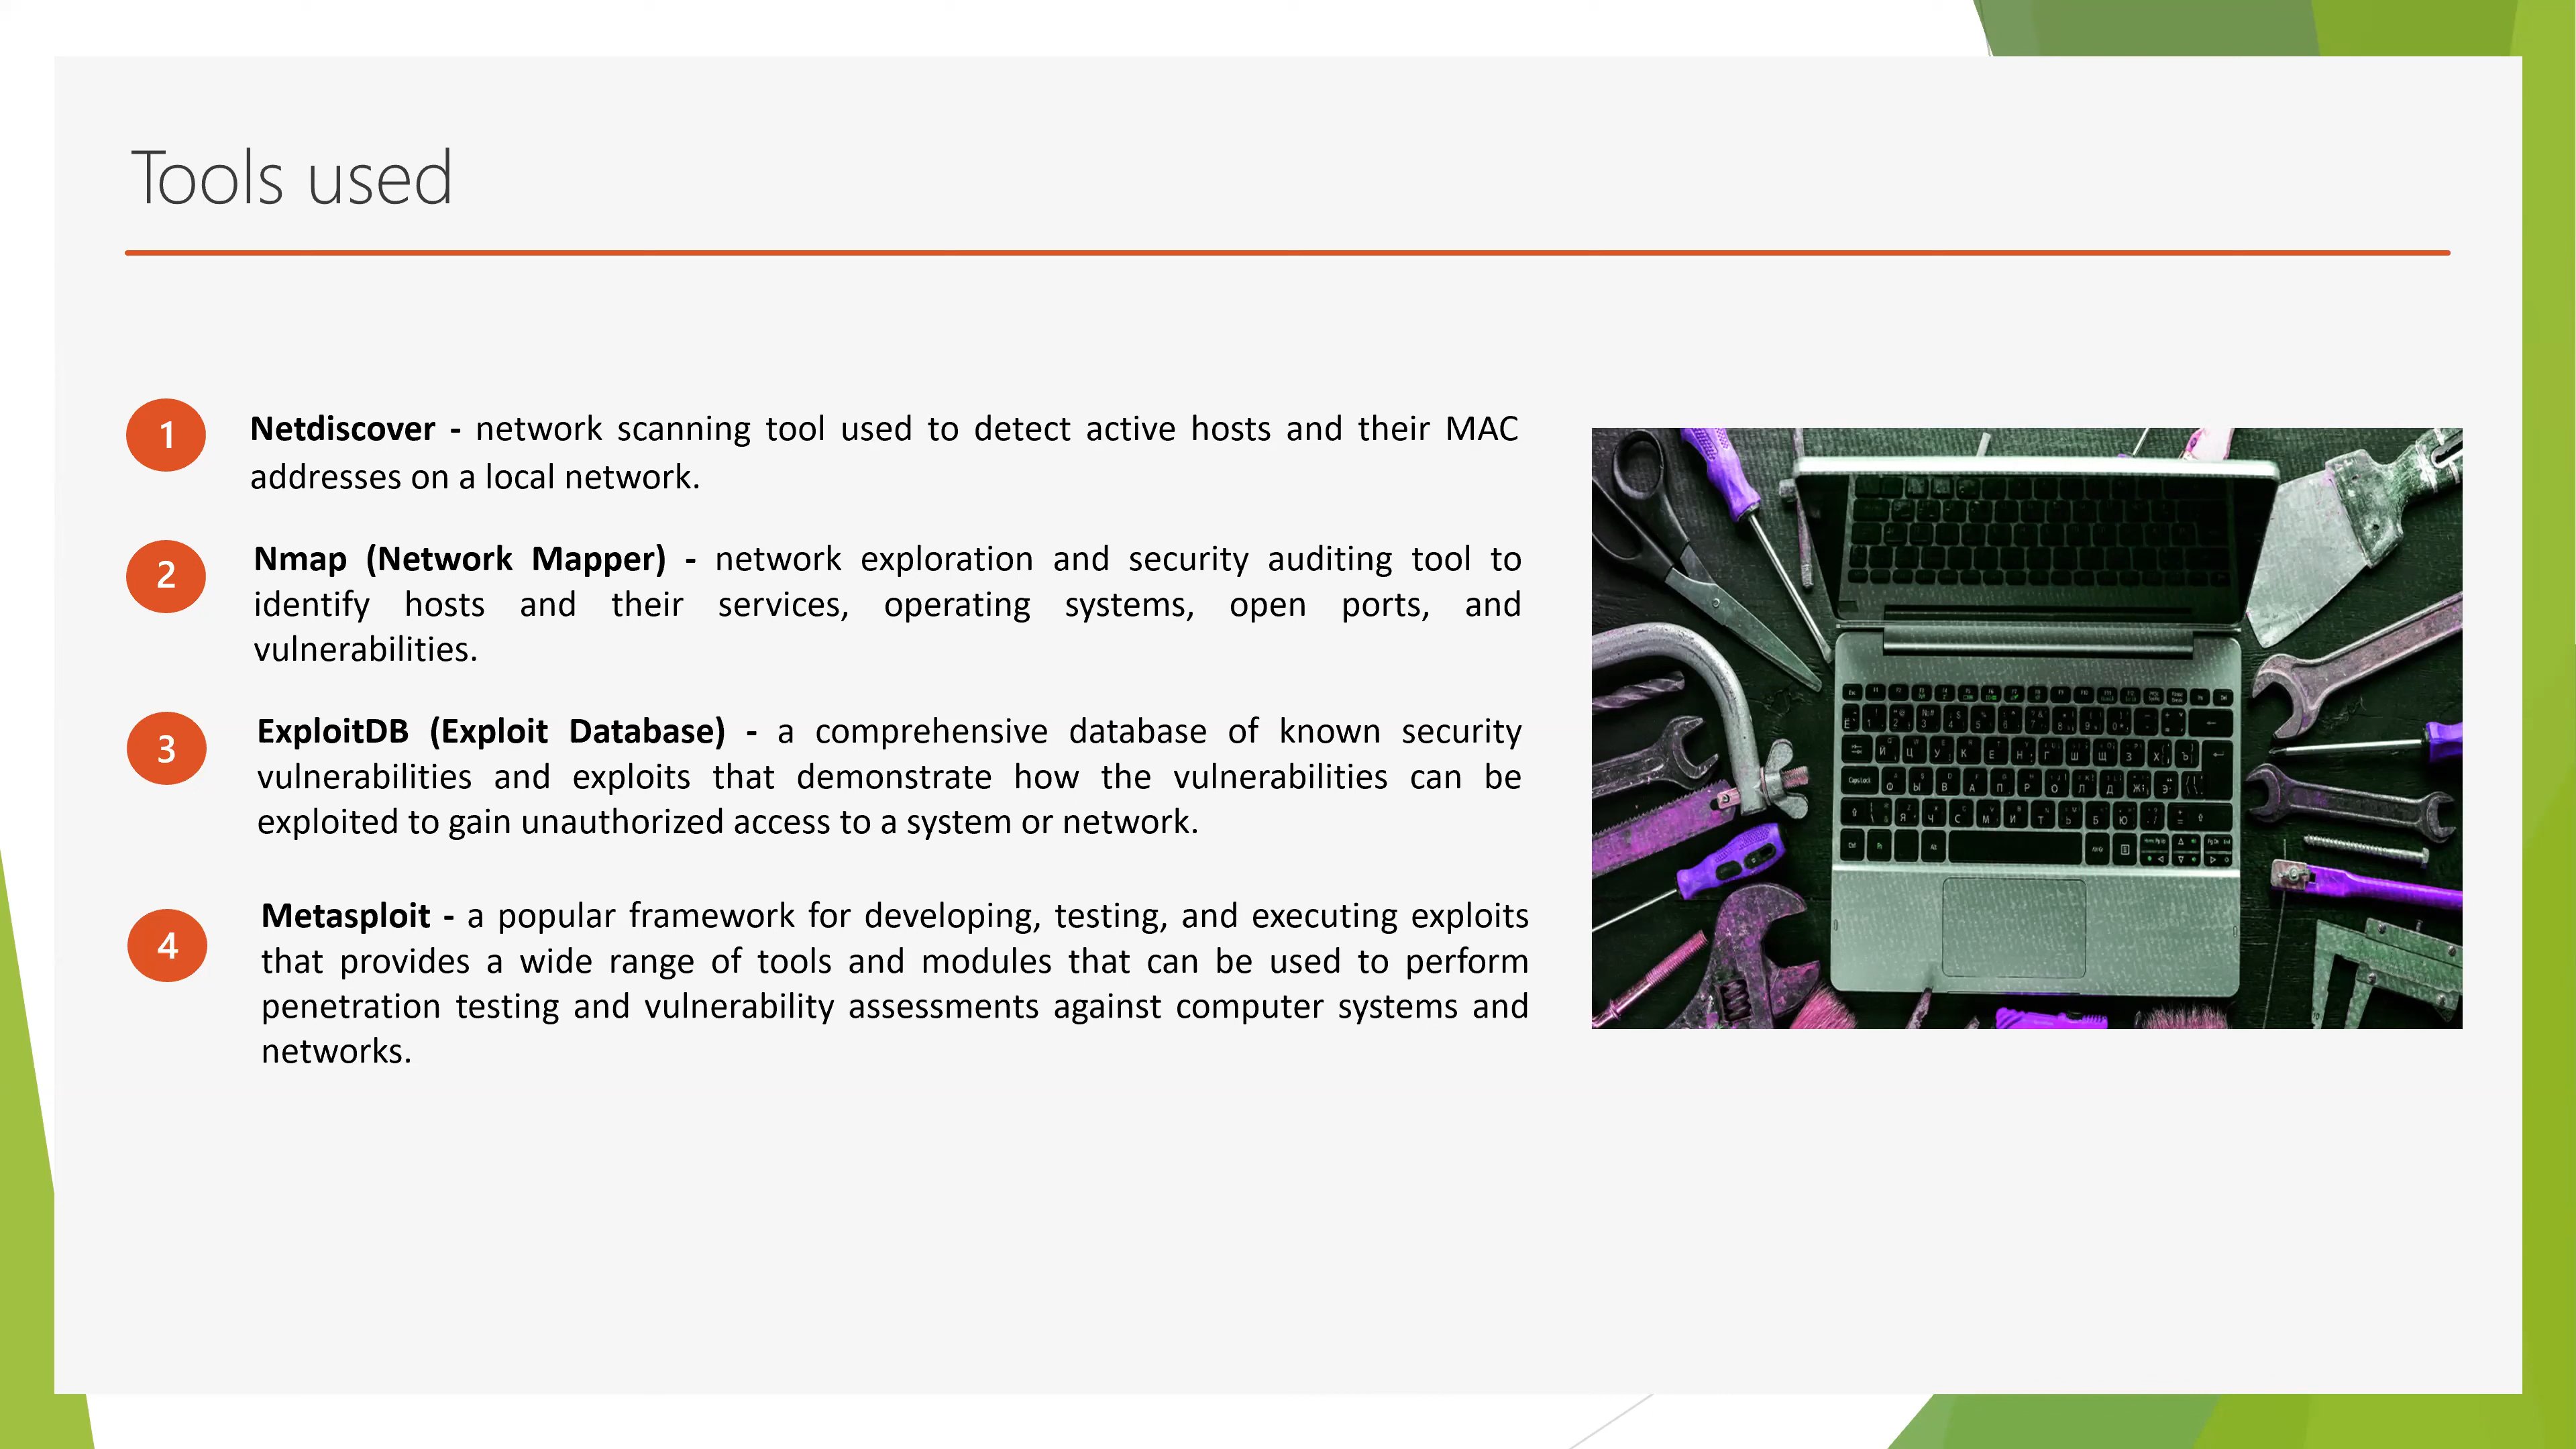 Tools used
1
Netdiscover - network scanning tool used to detect active hosts and their MAC
addresses on a local network.
2
Nmap (Network Mapper) - network exploration and security auditing tool to
identify hosts and their services, operating systems, open ports, and
vulnerabilities.
3
ExploitDB (Exploit Database) - a comprehensive database of known security
vulnerabilities and exploits that demonstrate how the vulnerabilities can be
exploited to gain unauthorized access to a system or network.
4
Metasploit - a popular framework for developing, testing, and executing exploits
that provides a wide range of tools and modules that can be used to perform
penetration testing and vulnerability assessments against computer systems and
networks.